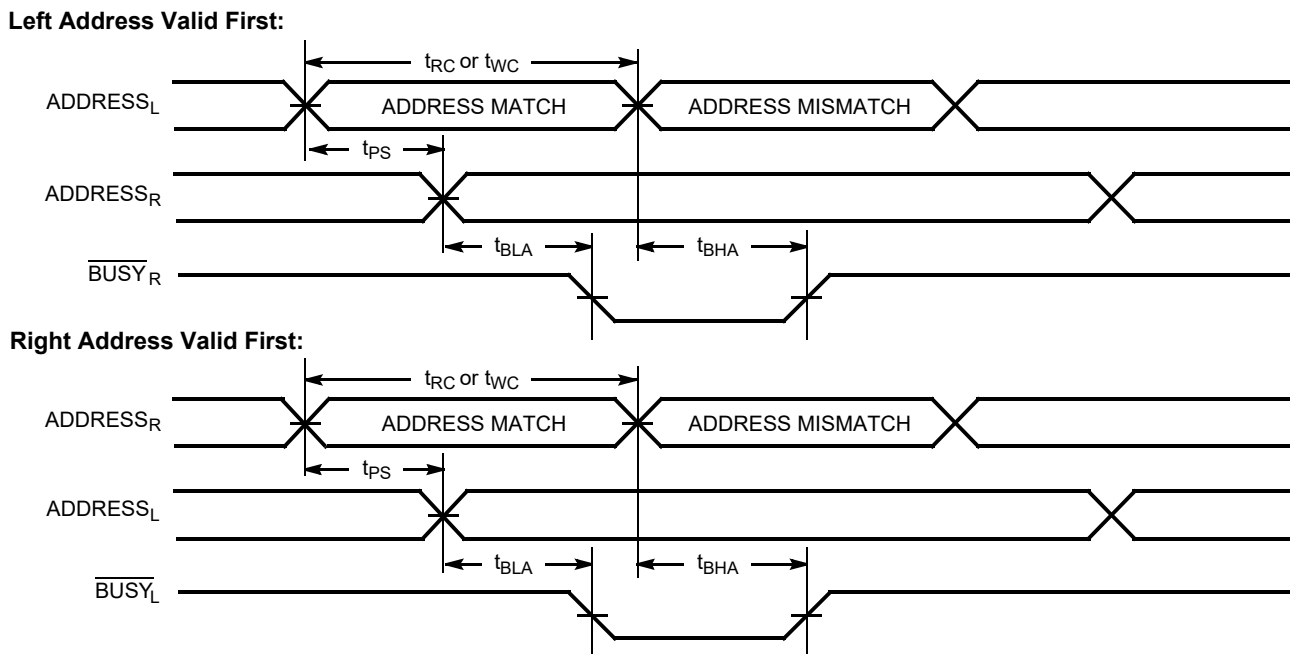 Left Address Valid First:
tRC or tWC
ADDRESSL
ADDRESS MATCH
ADDRESS MISMATCH
tPS
ADDRESSR
tBLA
tBHA
BUSYR
Right Address Valid First:
tRC or tWC
ADDRESSR
ADDRESS MATCH
ADDRESS MISMATCH
tPS
ADDRESSL
tBLA
tBHA
BUSYL